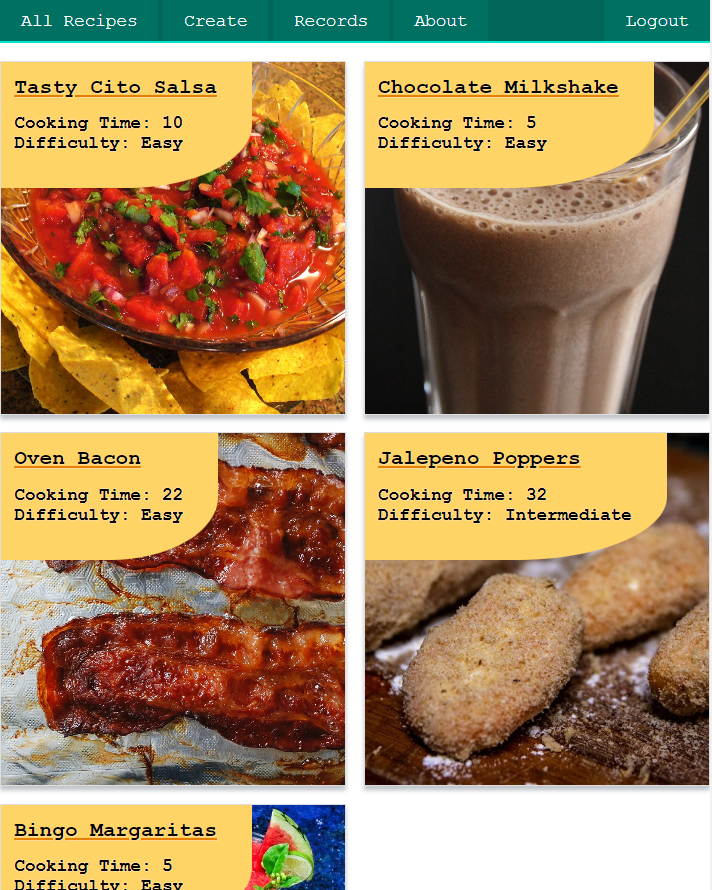 All Recipes Create Records About Logout
Tasty Cito Salsa
Cooking Time: 10
Difficulty: Easy
Chocolate Milkshake
Cooking Time: 5
Difficulty: Easy
Oven Bacon
Cooking Time: 22
Difficulty: Easy
Jalepeno Poppers
Cooking Time: 32
Difficulty: Intermediate
Bingo Margaritas
Cooking Time: 5
Difficulty: Easy